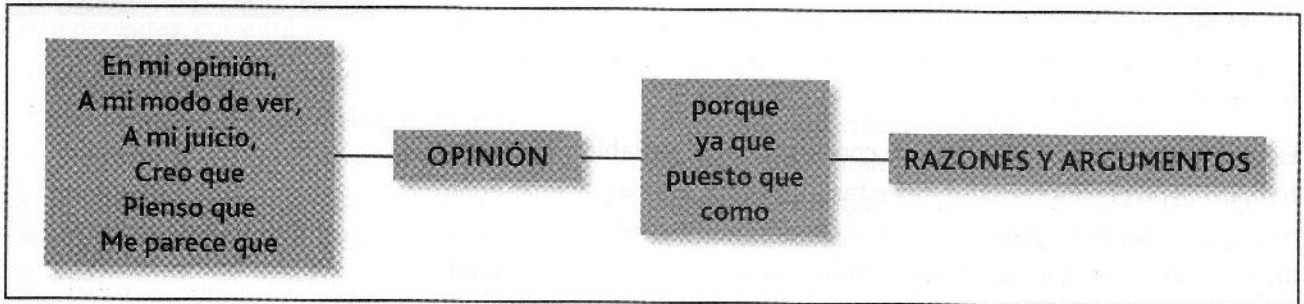 En mi opinión,
A mi modo de ver,
A mi juicio,
Creo que
Pienso que
Me parece que
OPINIÓN
porque
ya que
puesto que
como
RAZONES Y ARGUMENTOS